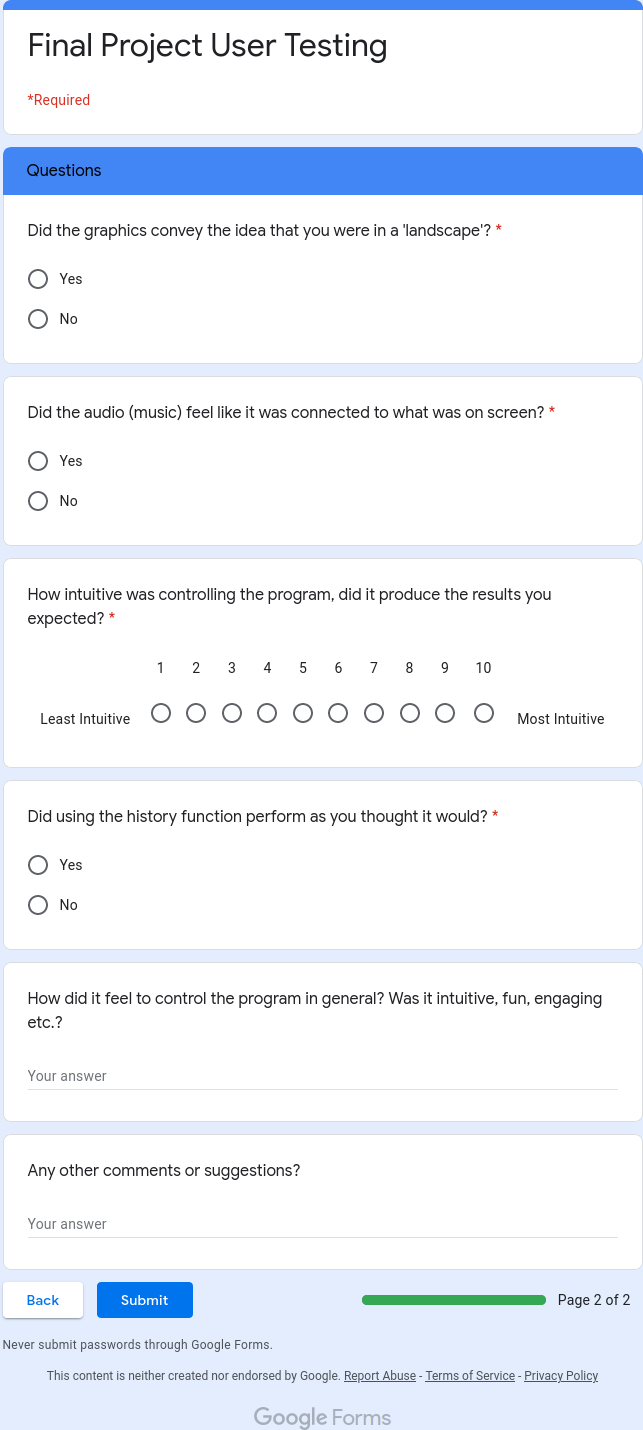 Final Project User Testing
*Required
Questions
Did the graphics convey the idea that you were in a 'landscape'? *
Yes
No
Did the audio (music) feel like it was connected to what was on screen? *
Yes
No
How intuitive was controlling the program, did it produce the results you
expected? *
1 2 3 4 5 6 7 8 9 10
Least Intuitive Most Intuitive
Did using the history function perform as you thought it would? *
Yes
No
How did it feel to control the program in general? Was it intuitive, fun, engaging
etc.?
Your answer
Any other comments or suggestions?
Your answer
Back Submit Page 2 of 2
Never submit passwords through Google Forms.
This content is neither created nor endorsed by Google. Report Abuse - Terms of Service - Privacy Policy
Google Forms